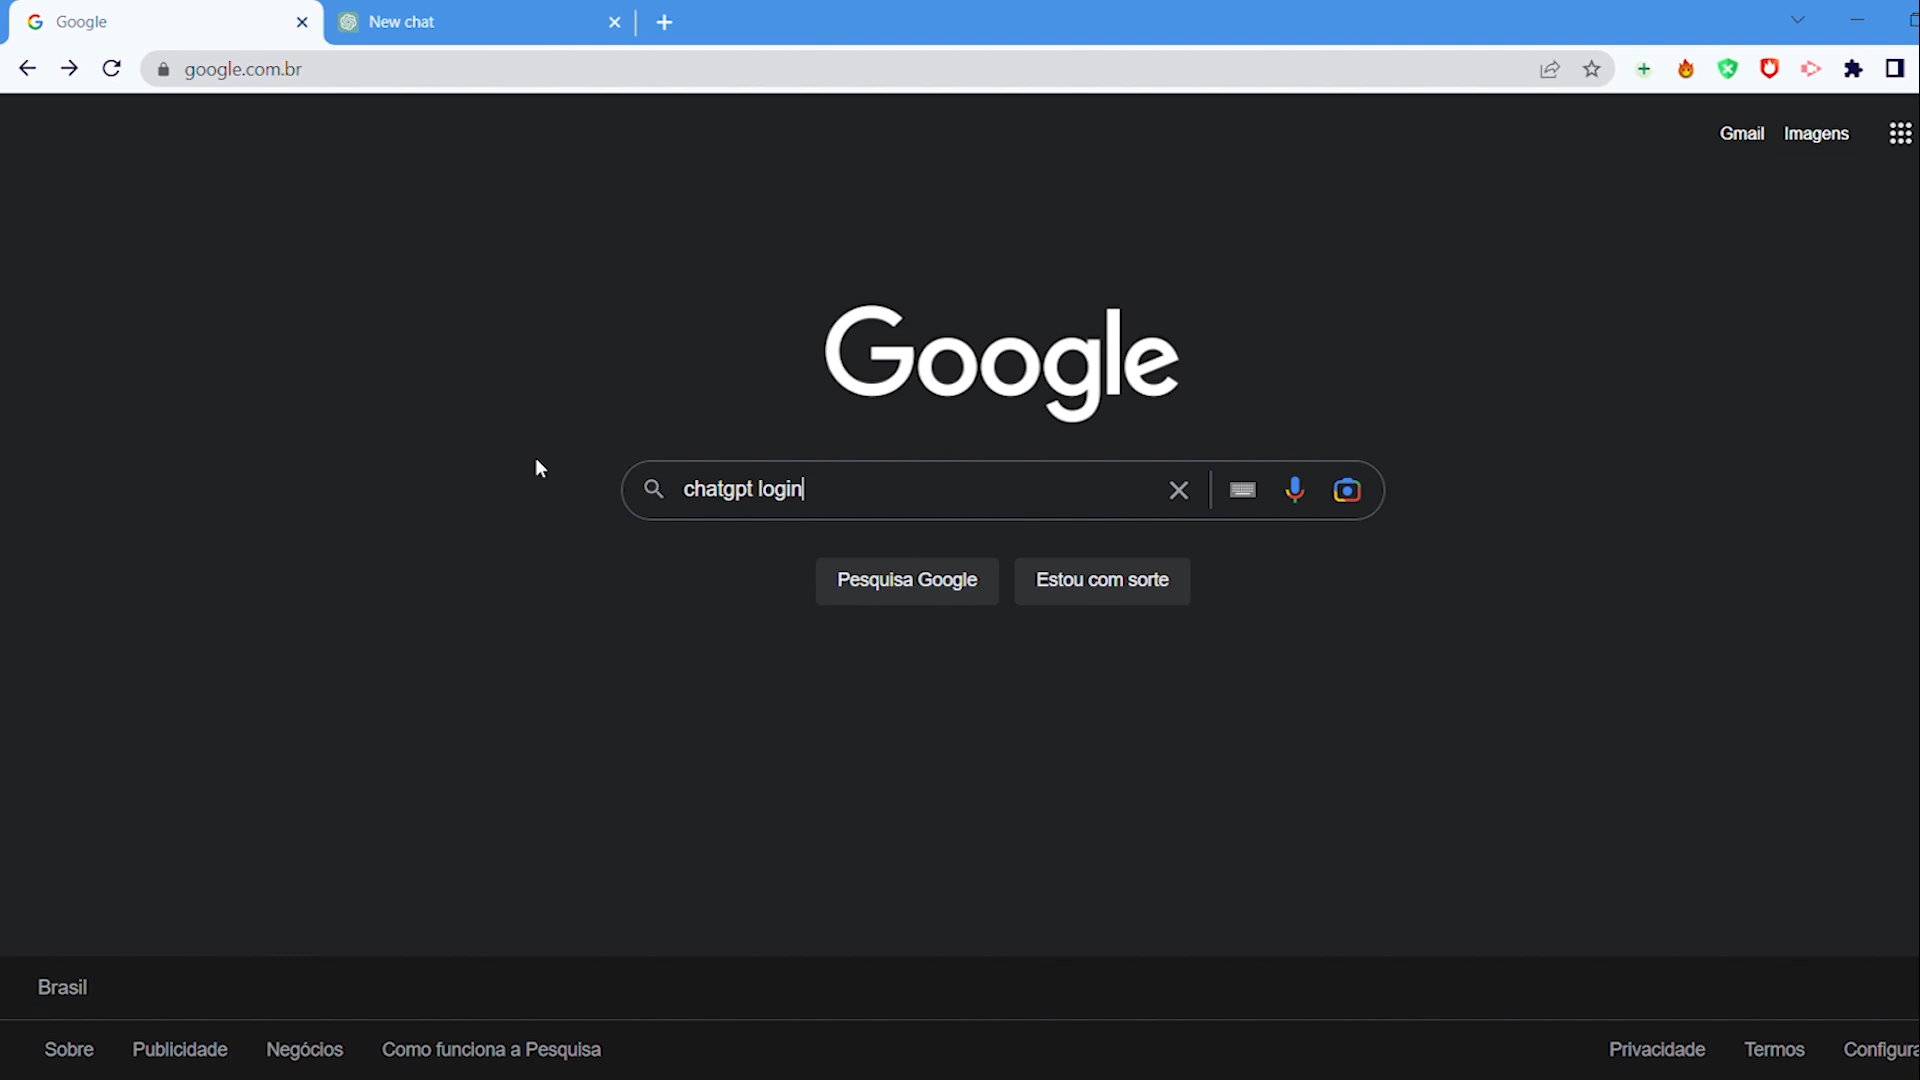 Google
New chat
google.com.br
Gmail Imagens
Google
chatgpt login
Pesquisa Google Estou com sorte
Brasil
Sobre Publicidade Negócios Como funciona a Pesquisa Privacidade Termos Configura